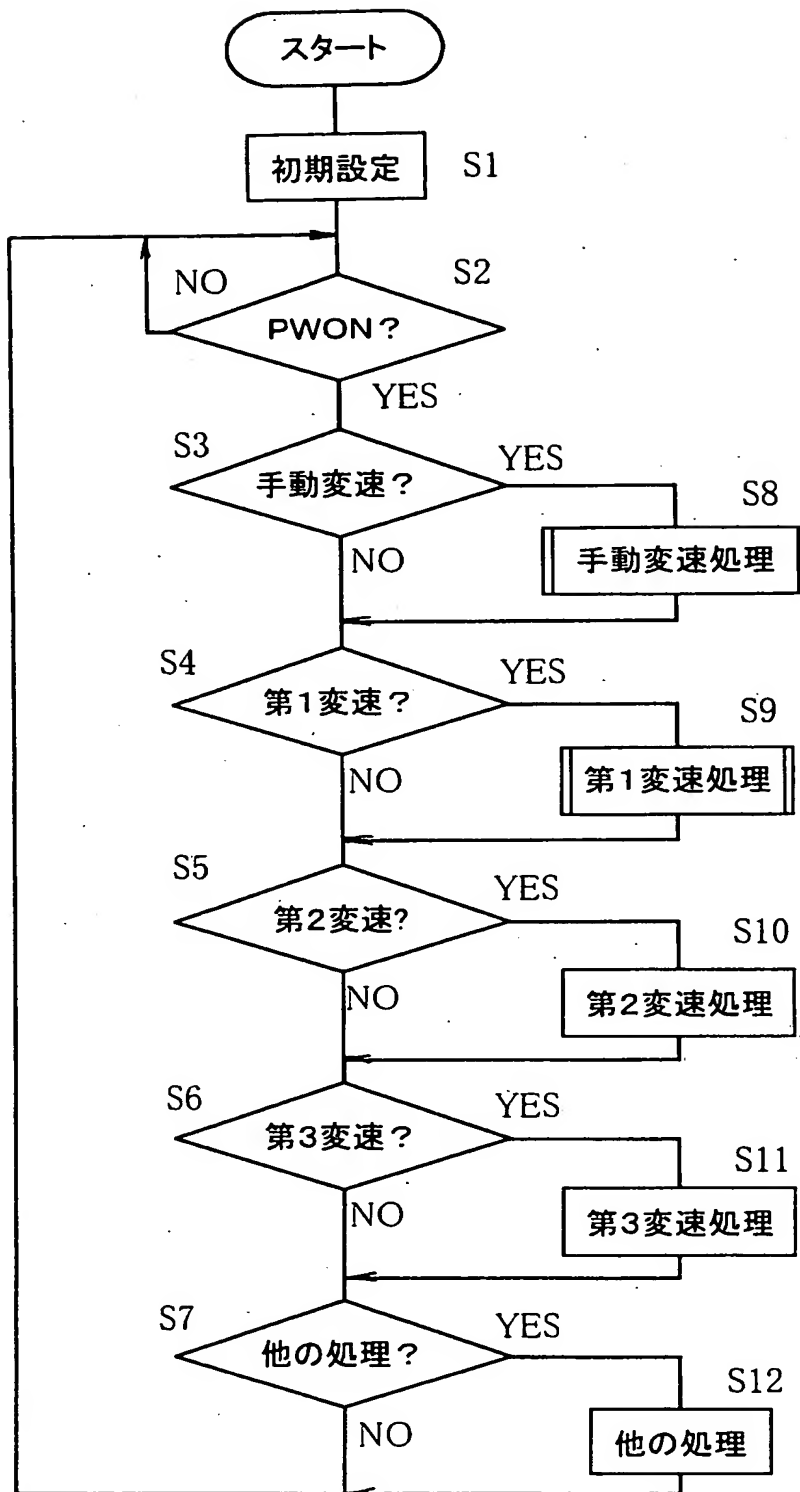 スタート
初期設定 S1
S2
NO
PWON?
YES
S3
手動変速?
YES
S8
手動変速処理
NO
S4
第1変速?
YES
S9
第1変速処理
NO
S5
第2変速?
YES
S10
第2変速処理
NO
S6
第3変速?
YES
S11
第3変速処理
NO
S7
他の処理?
YES
S12
他の処理
NO